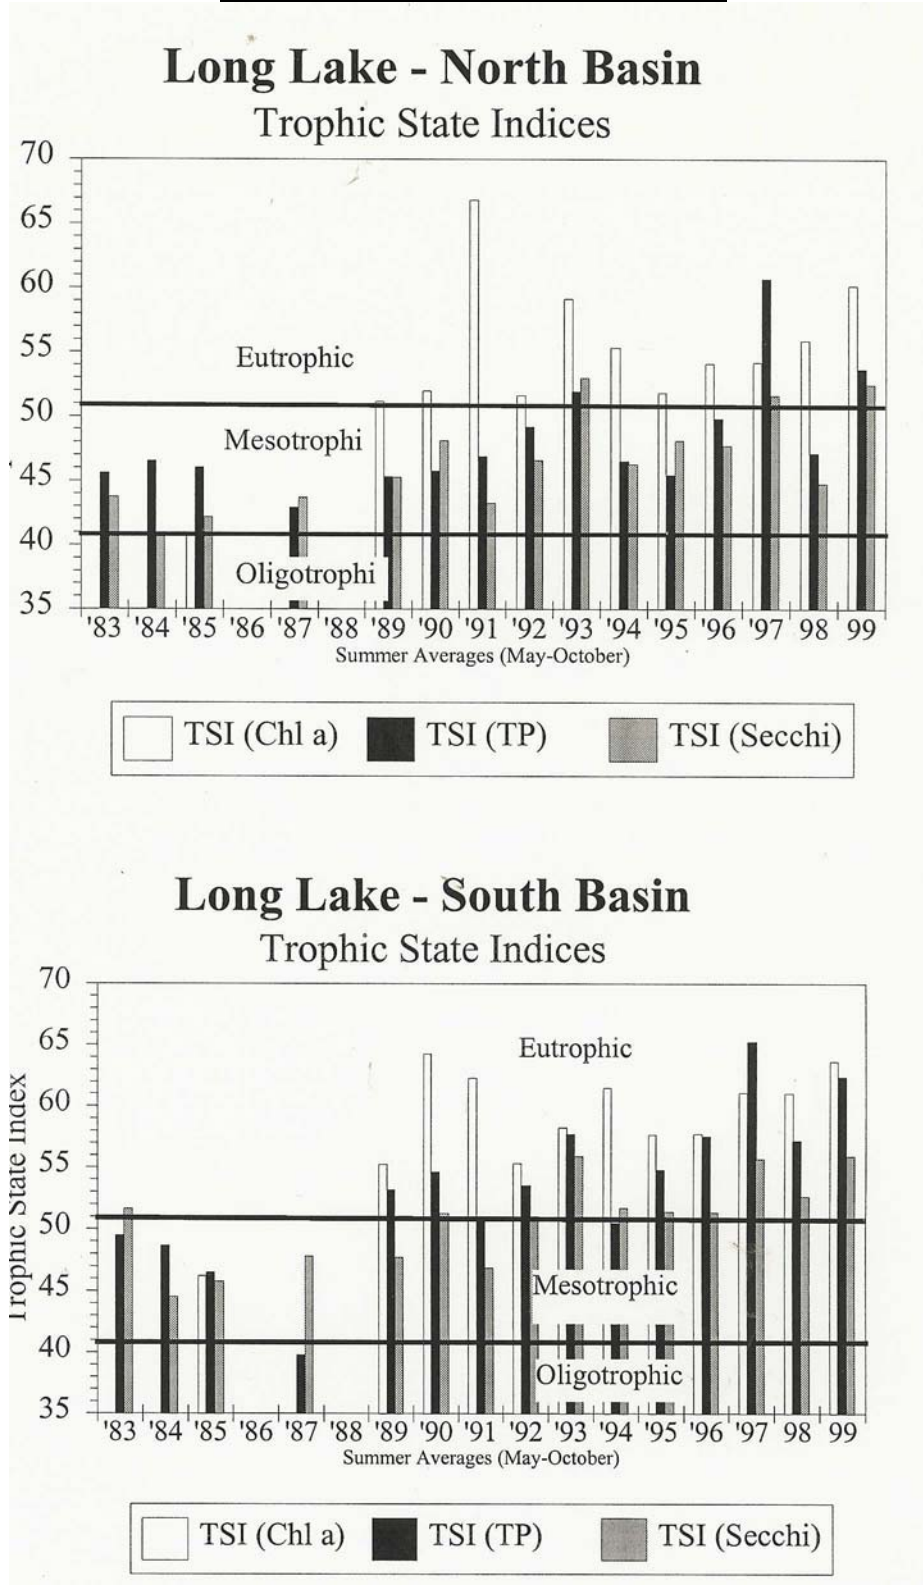 Long Lake - North Basin
Trophic State Indices
70
65
60
55
50
45
40
35
Eutrophic
Mesotrophi
Oligotrophi
'83 '84 '85 '86 '87 '88 '89 '90 '91 '92 '93 '94 '95 '96 '97 98 99
Summer Averages (May-October)
TSI (Chl a) TSI (TP) TSI (Secchi)
Long Lake - South Basin
Trophic State Indices
Trophic State Index
70
65
60
55
50
45
40
35
Eutrophic
Mesotrophic
Oligotrophic
'83 '84 '85 '86 '87 '88 '89 '90 '91 '92 '93 '94 '95 '96 '97 98 99
Summer Averages (May-October)
TSI (Chl a) TSI (TP) TSI (Secchi)